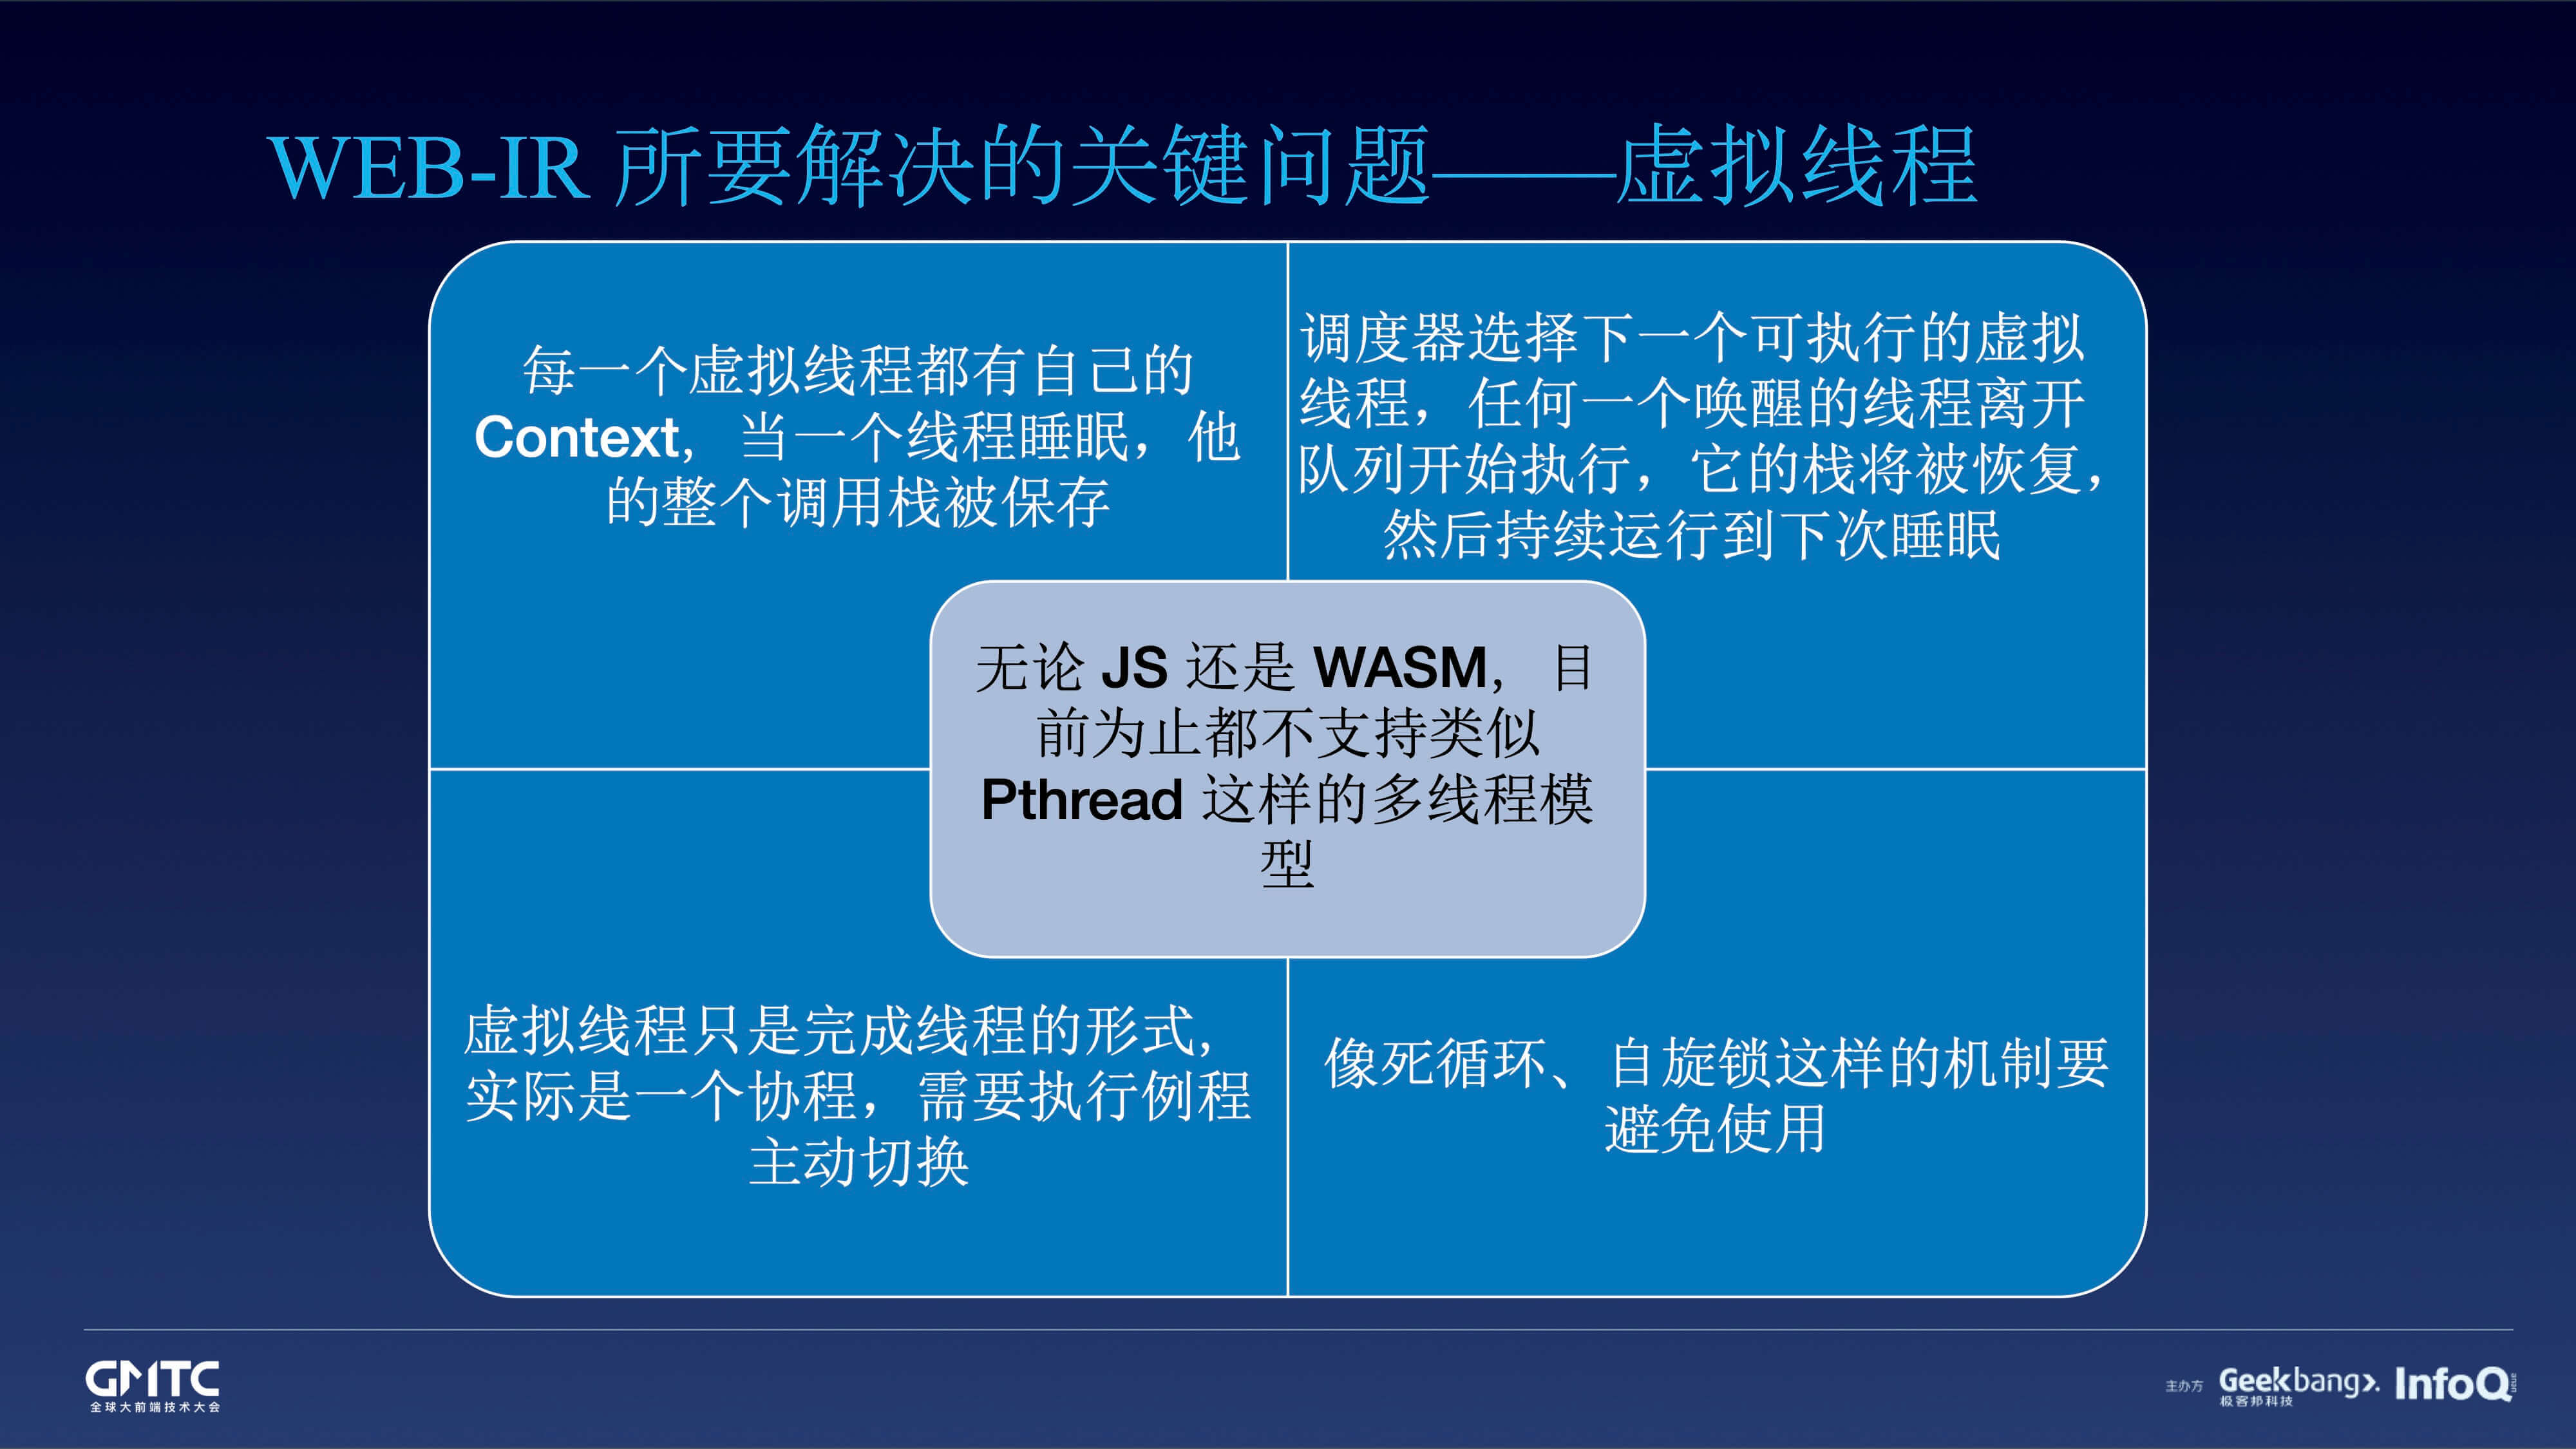 WEB-IR 所要解决的关键问题——虚拟线程
每一个虚拟线程都有自己的
Context，当一个线程睡眠，他
的整个调用栈被保存
调度器选择下一个可执行的虚拟
线程，任何一个唤醒的线程离开
队列开始执行，它的栈将被恢复，
然后持续运行到下次睡眠
无论 JS 还是 WASM，目
前为止都不支持类似
Pthread 这样的多线程模
型
虚拟线程只是完成线程的形式，
实际是一个协程，需要执行例程
主动切换
像死循环、自旋锁这样的机制要
避免使用
GMTC
全球大前端技术大会
主办方
Geekbang>.
极客邦科技
InfoQ